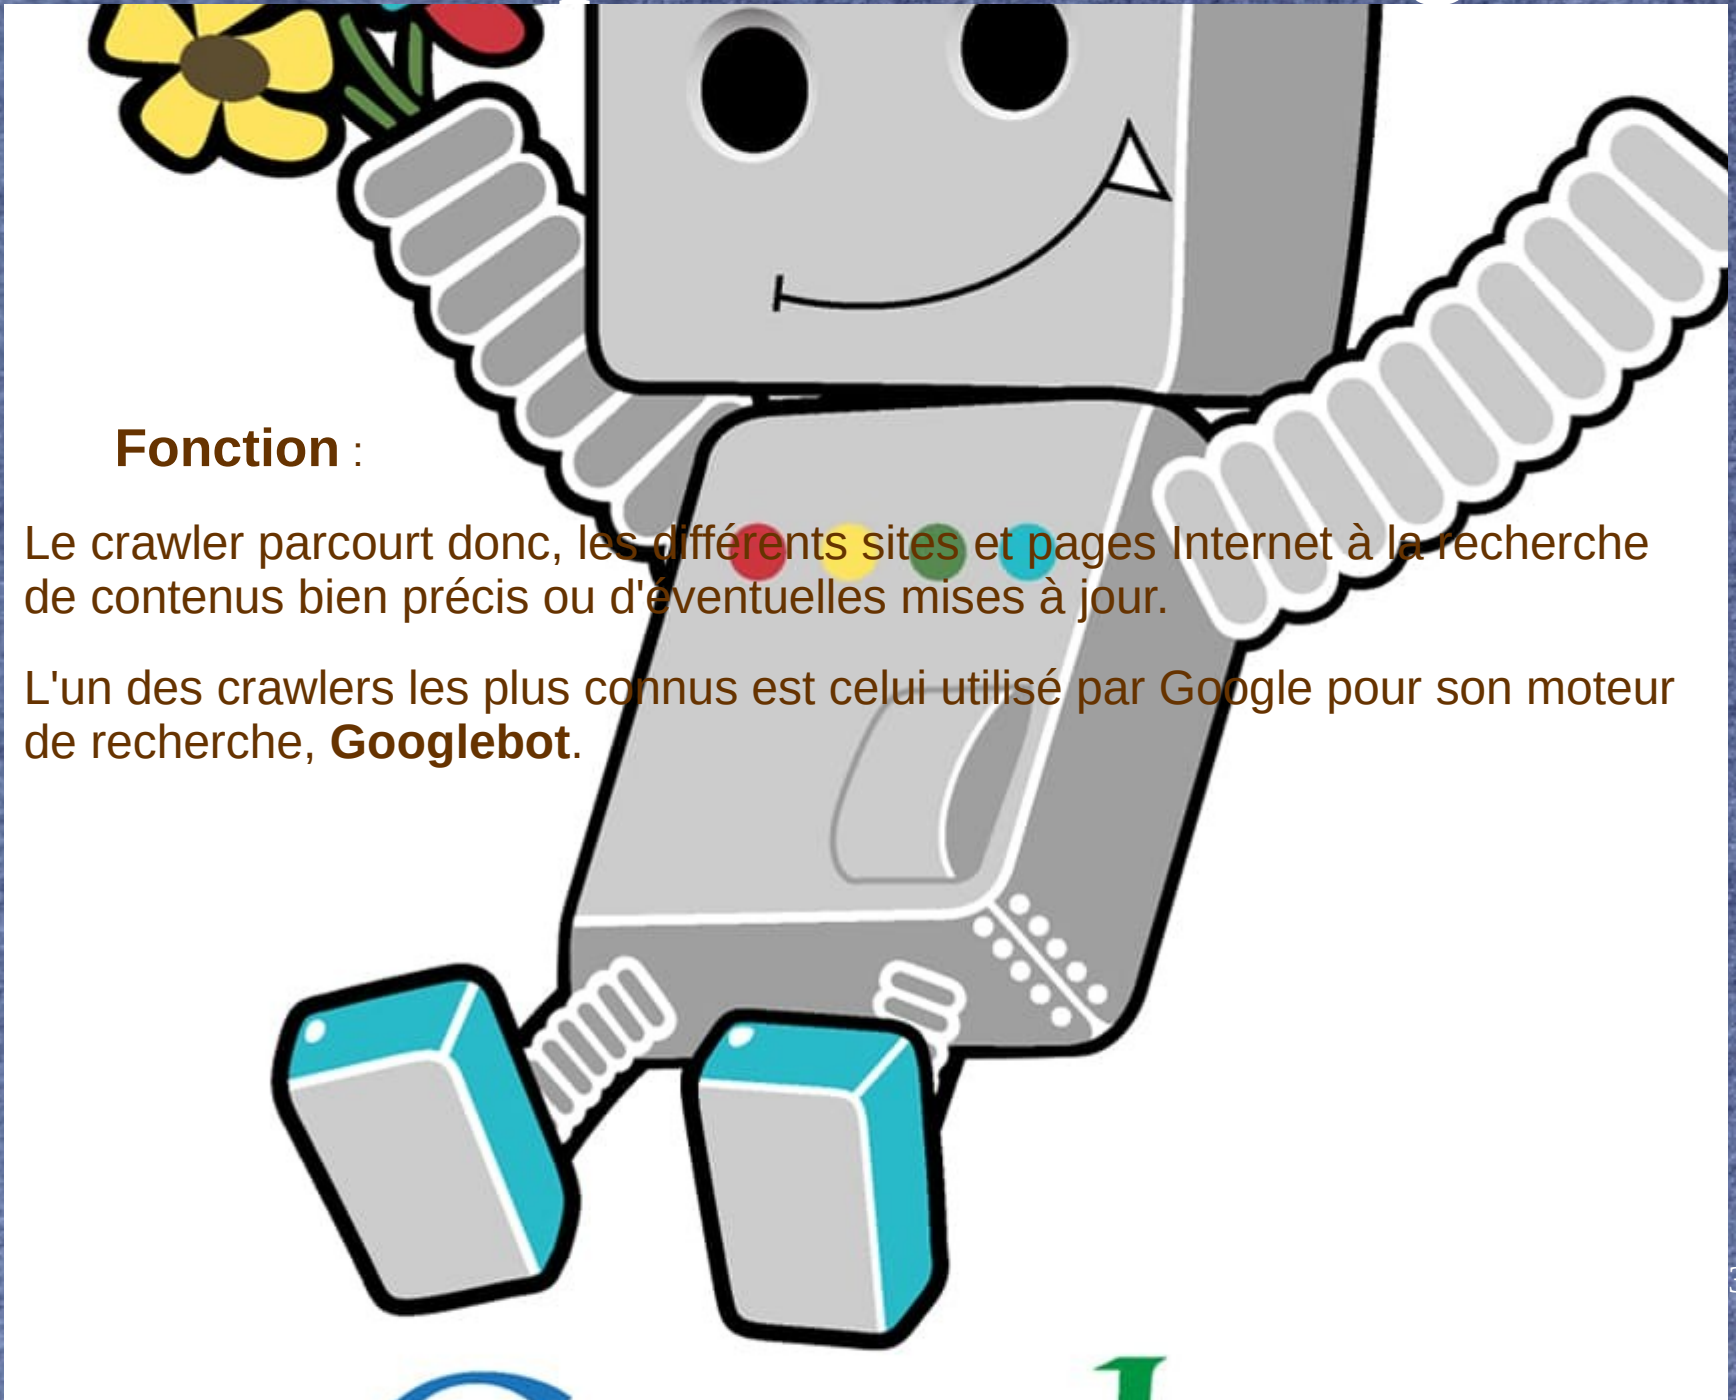 Fonction :
Le crawler parcourt donc, les différents sites et pages Internet à la recherche
de contenus bien précis ou d'éventuelles mises à jour.
L'un des crawlers les plus connus est celui utilisé par Google pour son moteur
de recherche, Googlebot.